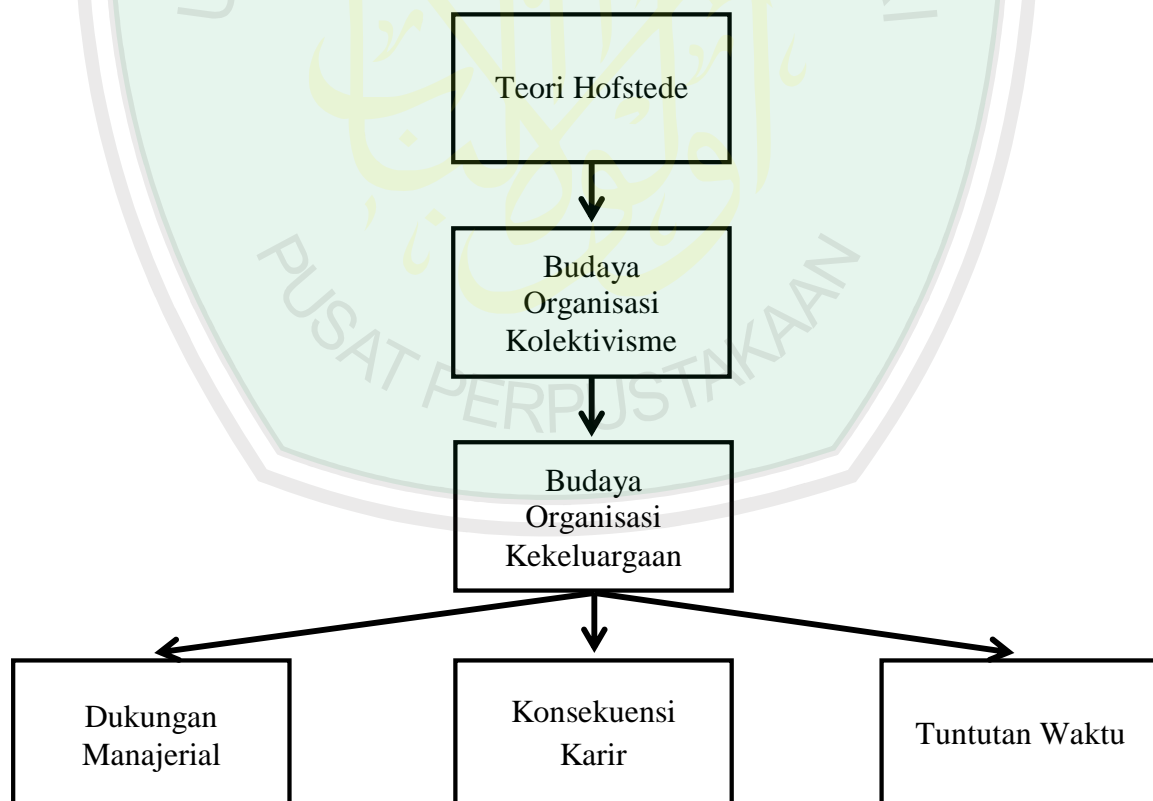 Teori Hofstede
Budaya
Organisasi
Kolektivisme
PUSAT PERPUSTAKAAN
Budaya
Organisasi
Kekeluargaan
Dukungan
Manajerial
Konsekuensi
Karir
Tuntutan Waktu